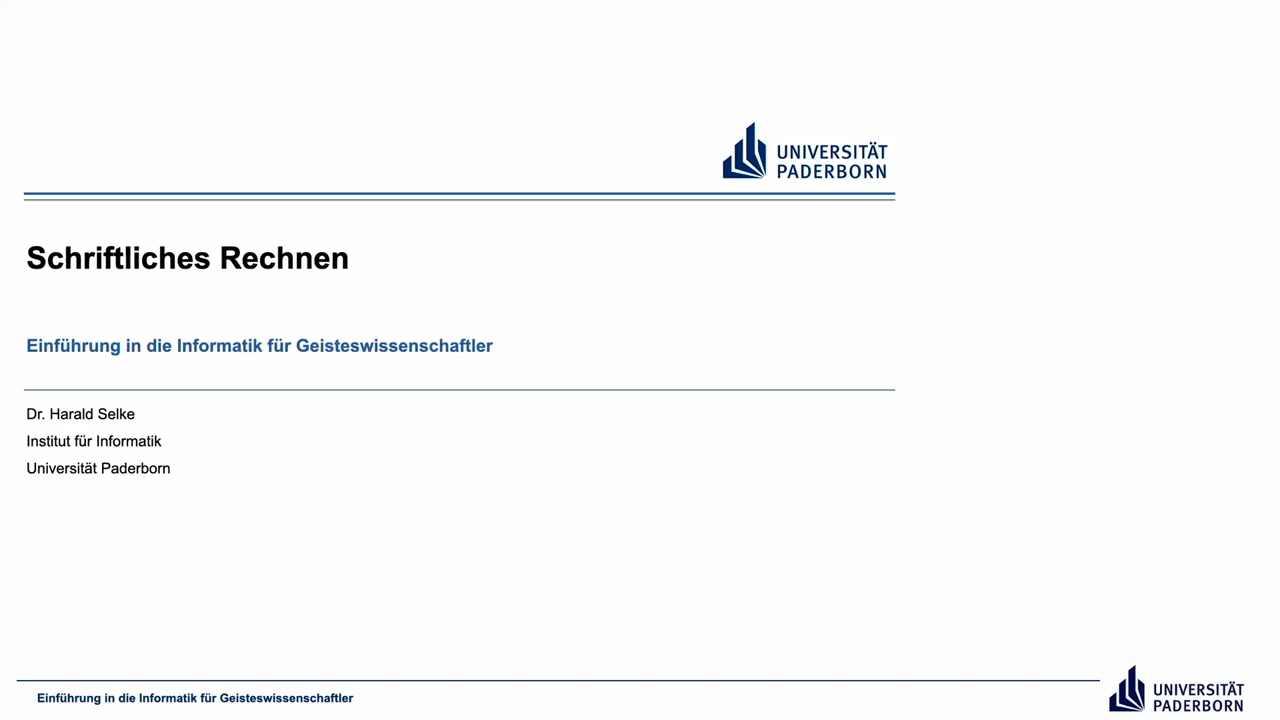 UNIVERSITÄT
PADERBORN
Schriftliches Rechnen
Einführung in die Informatik für Geisteswissenschaftler
Dr. Harald Selke
Institut für Informatik
Universität Paderborn
Einführung in die Informatik für Geisteswissenschaftler
UNIVERSITÄT
PADERBORN